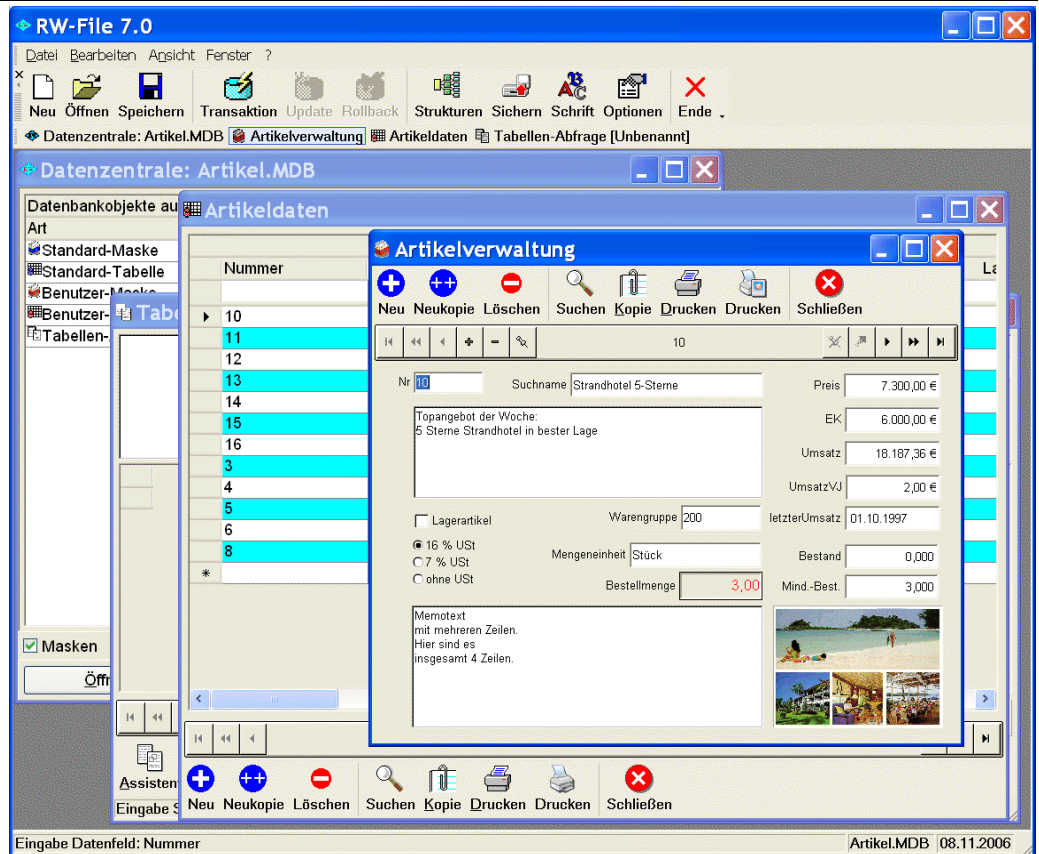 RW-File 7.0
Datei Bearbeiten Ansicht Fenster ?
Neu Öffnen Speichern Transaktion Update Rollback Strukturen Sichern Schrift Optionen Ende
Datenzentrale: Artikel.MDB Artikelverwaltung Artikeldaten Tabellen-Abfrage [Unbenannt]
Datenzentrale: Artikel.MDB
Datenbankobjekte au
Art
Standard-Maske
Standard-Tabelle
Benutzer-Maske
Benutzer-
Tabellen-
Masken
Öffr
Tabe
Assisten
Eingabe S
Artikeldaten
Nummer
La
10
11
12
13
14
15
16
3
4
5
6
8
Neu Neukopie Löschen Suchen Kopie Drucken Drucken Schließen
Artikelverwaltung
Neu Neukopie Löschen Suchen Kopie Drucken Drucken Schließen
10
Nr 10 Suchname Strandhotel 5-Sterne Preis 7.300,00 €
Topangebot der Woche:
5 Sterne Strandhotel in bester Lage
EK 6.000,00 €
Umsatz 18.187,36 €
UmsatzVJ 2,00 €
Lagerartikel Warengruppe 200 letzterUmsatz 01.10.1997
16 % USt
7 % USt
ohne USt
Mengeneinheit Stück Bestand 0,000
Bestellmenge 3,00 Mind.-Best. 3,000
Memotext
mit mehreren Zeilen.
Hier sind es
insgesamt 4 Zeilen.
Eingabe Datenfeld: Nummer Artikel.MDB 08.11.2006